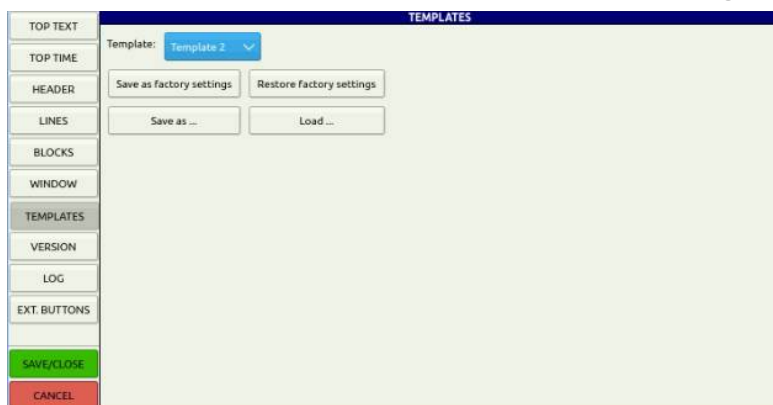 TEMPLATES
TOP TEXT
TOP TIME
HEADER
LINES
BLOCKS
WINDOW
TEMPLATES
VERSION
LOG
EXT. BUTTONS
SAVE/CLOSE
CANCEL
Template: Template 2
Save as factory settings Restore factory settings
Save as ... Load ...